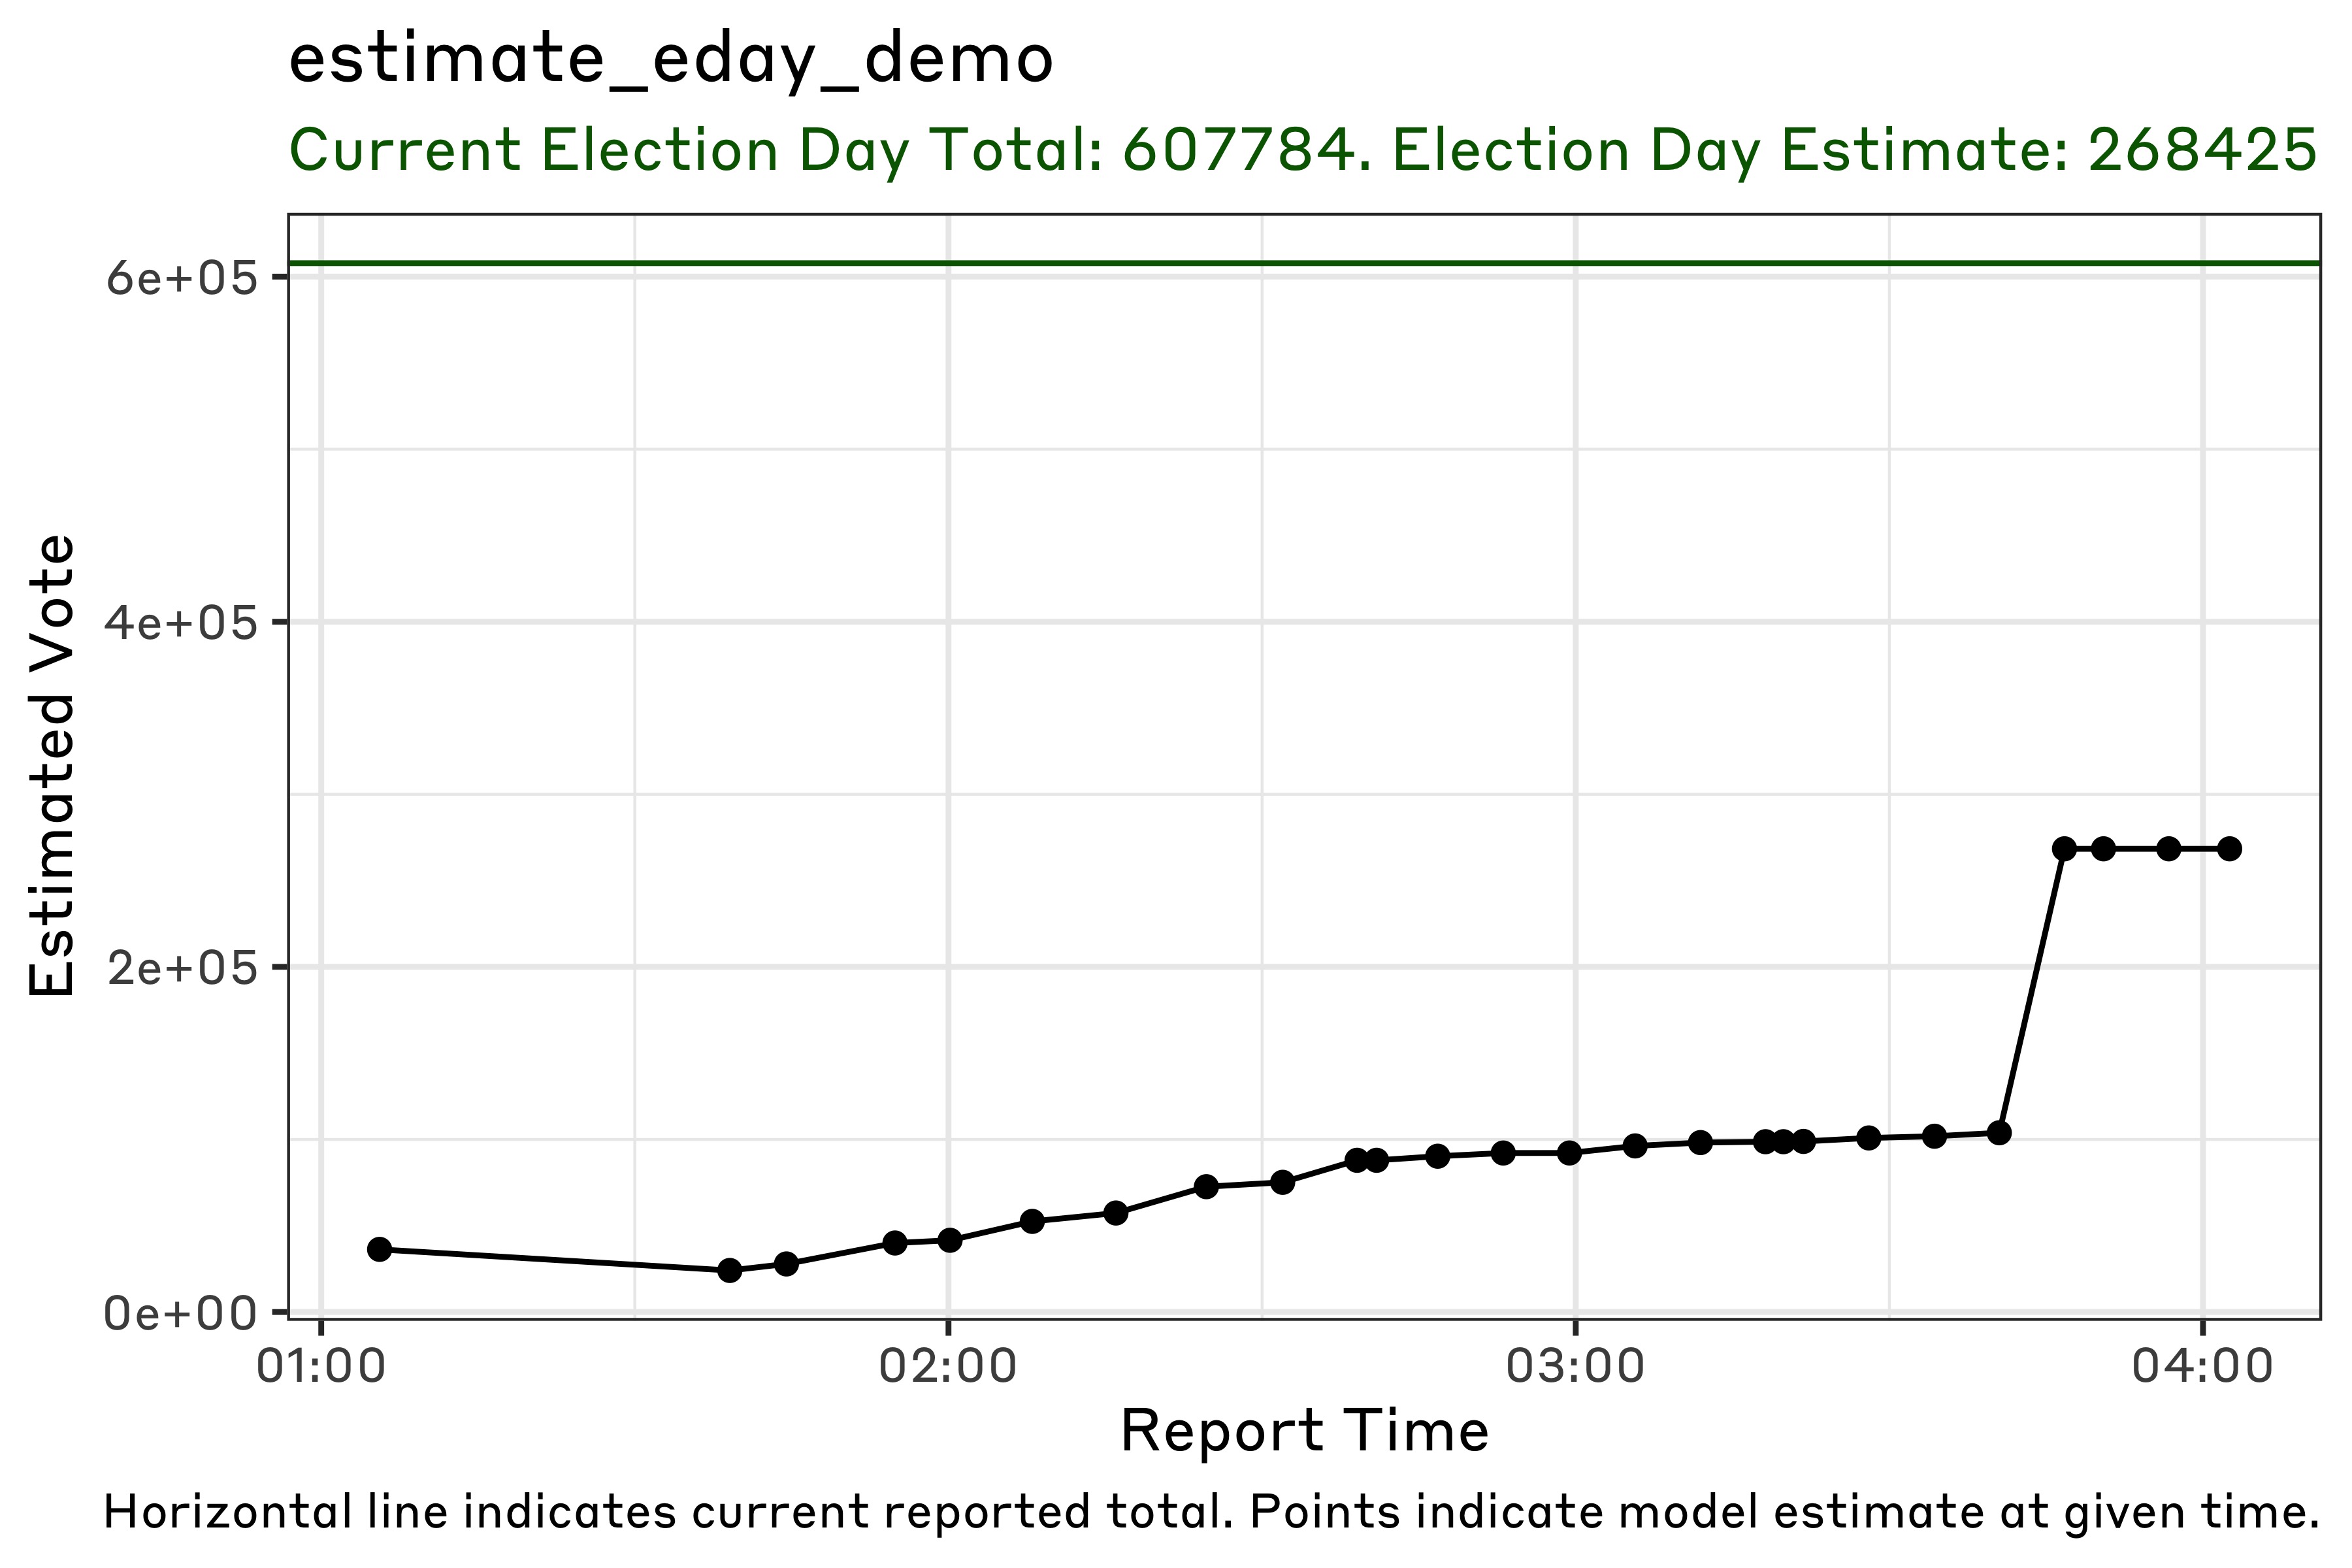 estimate_eday_demo
Current Election Day Total: 607784. Election Day Estimate: 268425
Estimated Vote
6e+05
4e+05
2e+05
0e+00
01:00 02:00 03:00 04:00
Report Time
Horizontal line indicates current reported total. Points indicate model estimate at given time.